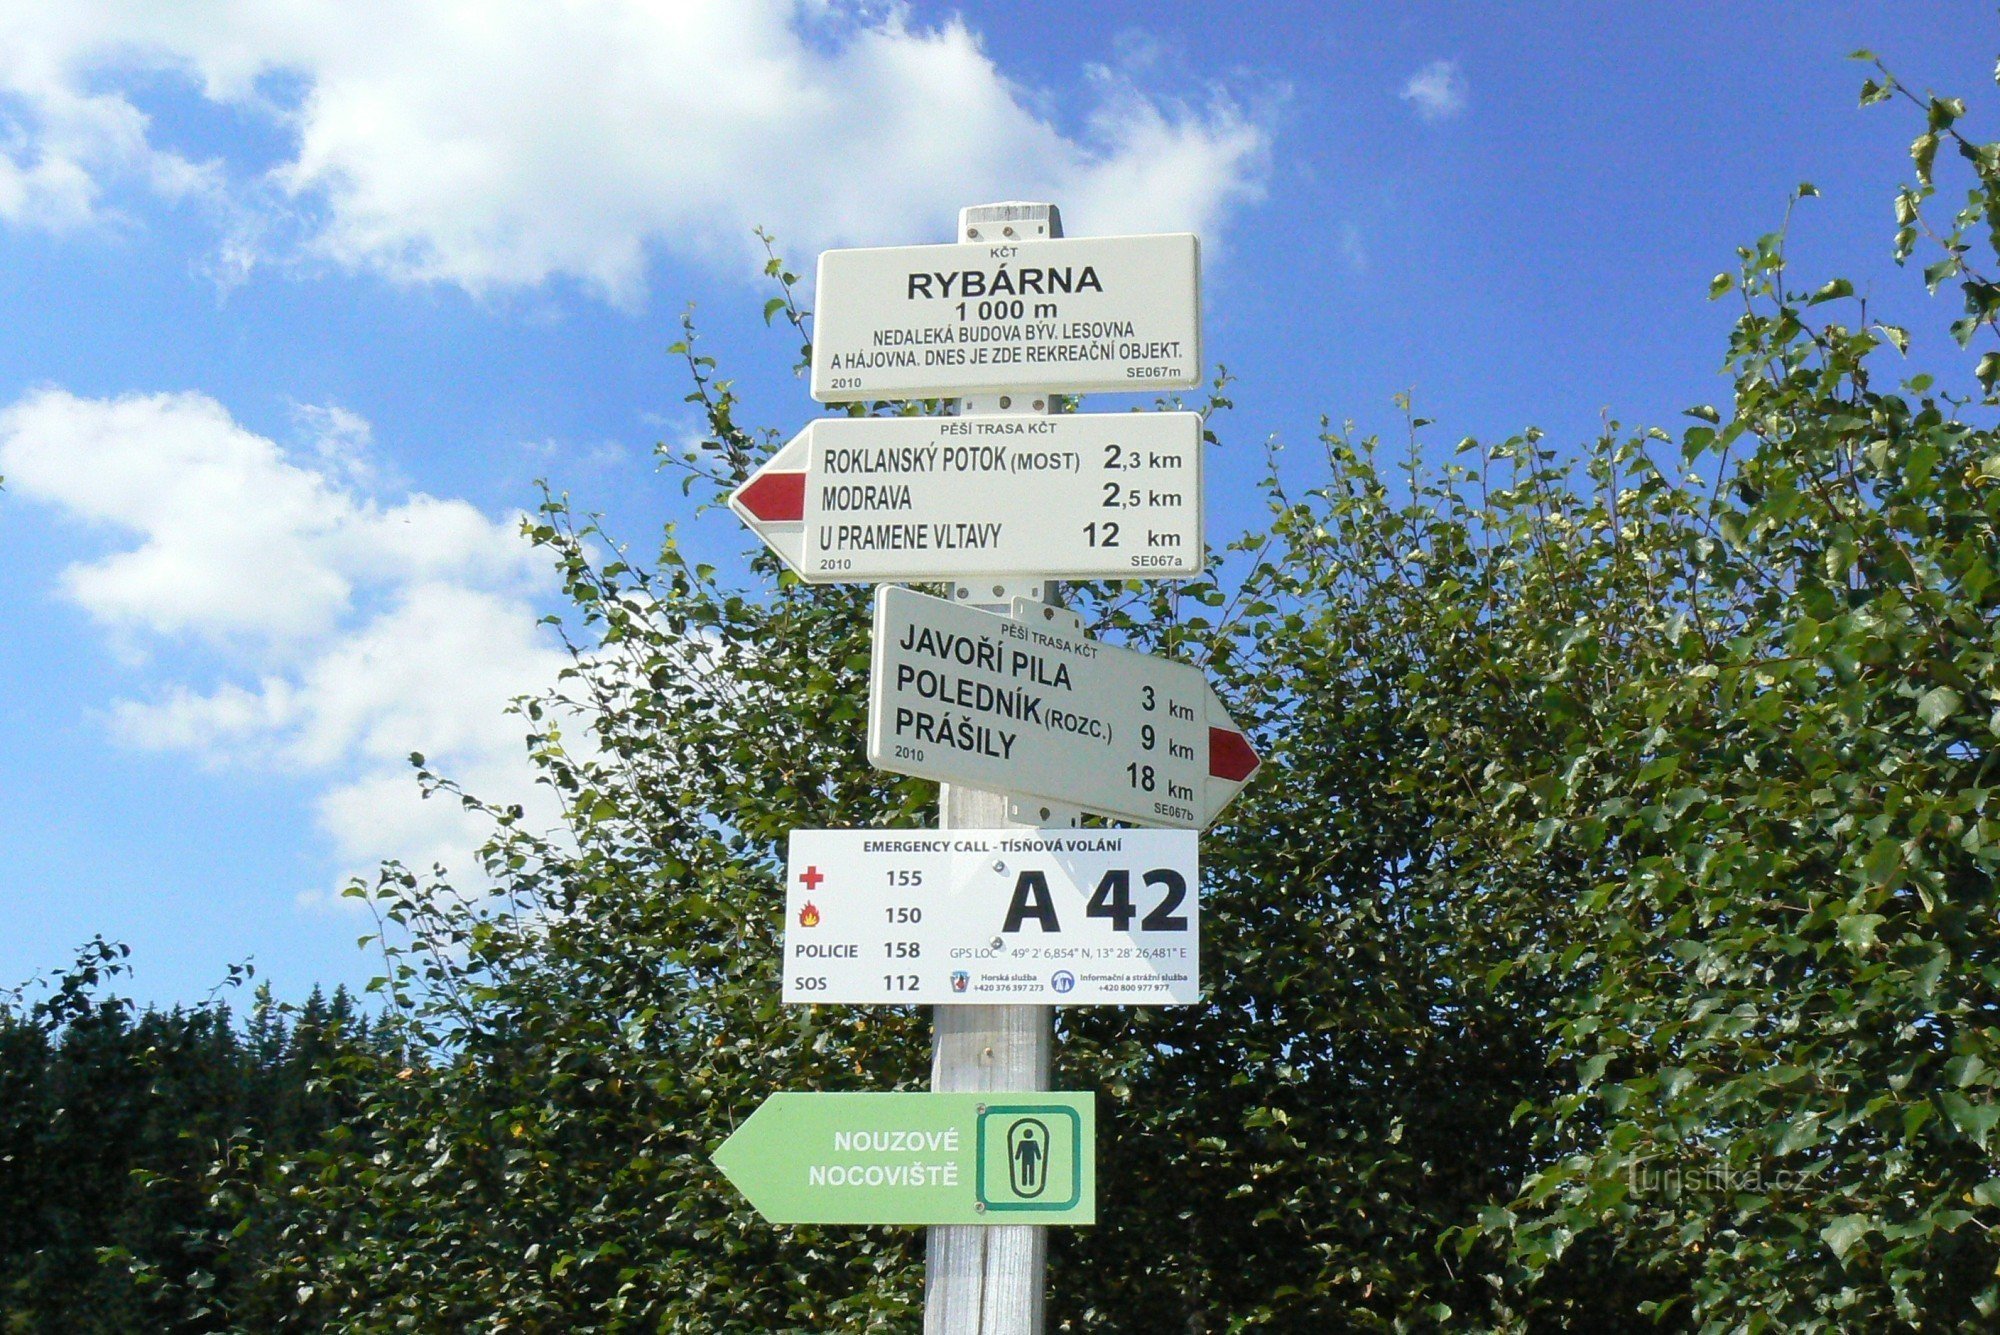 KČT
RYBÁRNA
1 000 m
NEDALEKÁ BUDOVA BÝV. LESOVNA
A HÁJOVNA. DNES JE ZDE REKREAČNÍ OBJEKT.
2010 SE067m
PĚŠÍ TRASA KČT
ROKLANSKÝ POTOK (MOST) 2,3 km
MODRAVA 2,5 km
U PRAMENE VLTAVY 12 km
2010 SE067a
PĚŠÍ TRASA KČT
JAVOŘÍ PILA 3 km
POLEDNÍK (ROZC.) 9 km
PRÁŠILY 18 km
2010 SE067b
EMERGENCY CALL - TÍSŇOVÁ VOLÁNÍ
155
150
POLICIE 158
SOS 112
A 42
GPS LOC 49° 2' 6,854" N, 13° 28' 26,481" E
Horská služba
+420 376 397 273
Informační a strážní služba
+420 800 977 977
NOUZOVÉ
NOCOVIŠTĚ
Turistika.cz